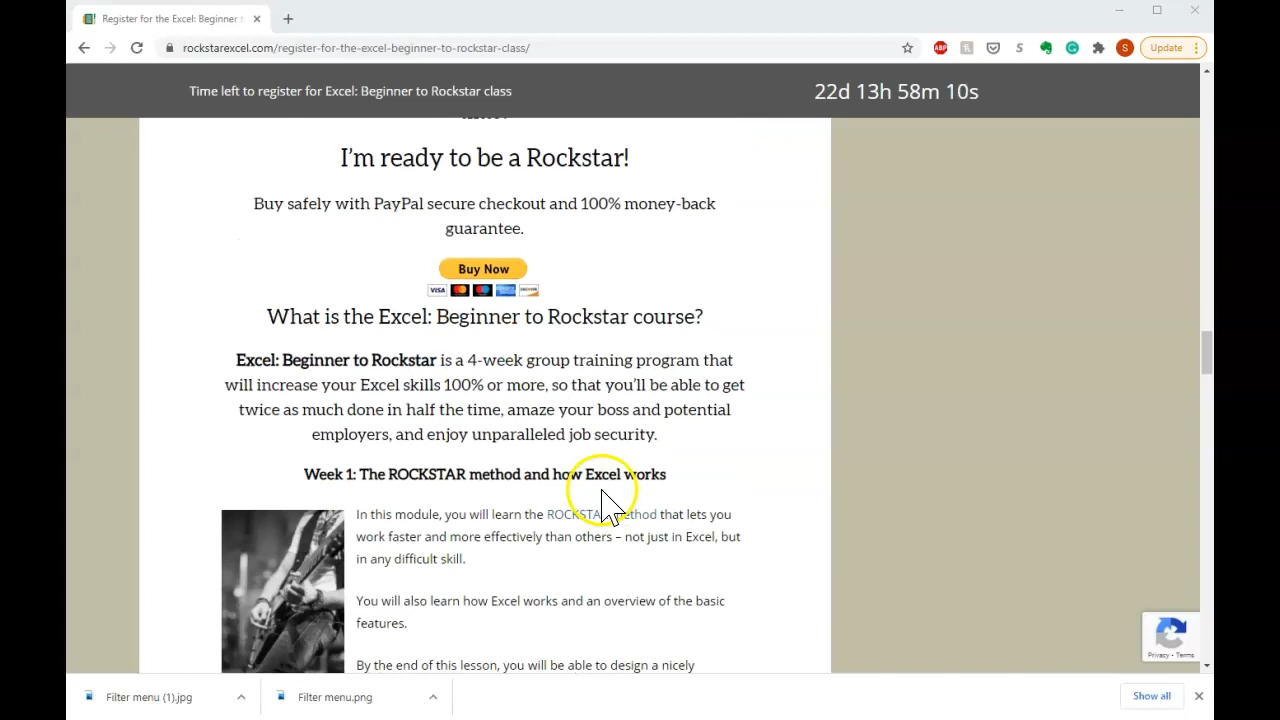 Register for the Excel: Beginner t
rockstarexcel.com/register-for-the-excel-beginner-to-rockstar-class/
ABP
S
Update
Time left to register for Excel: Beginner to Rockstar class
22d 13h 58m 10s
I'm ready to be a Rockstar!
Buy safely with PayPal secure checkout and 100% money-back
guarantee.
Buy Now
VISA
DISCOVER
What is the Excel: Beginner to Rockstar course?
Excel: Beginner to Rockstar is a 4-week group training program that
will increase your Excel skills 100% or more, so that you'll be able to get
twice as much done in half the time, amaze your boss and potential
employers, and enjoy unparalleled job security.
Week 1: The ROCKSTAR method and how Excel works
In this module, you will learn the ROCKSTAR method that lets you
work faster and more effectively than others – not just in Excel, but
in any difficult skill.
You will also learn how Excel works and an overview of the basic
features.
By the end of this lesson, you will be able to design a nicely
Privacy - Terms
Filter menu (1).jpg
Filter menu.png
Show all